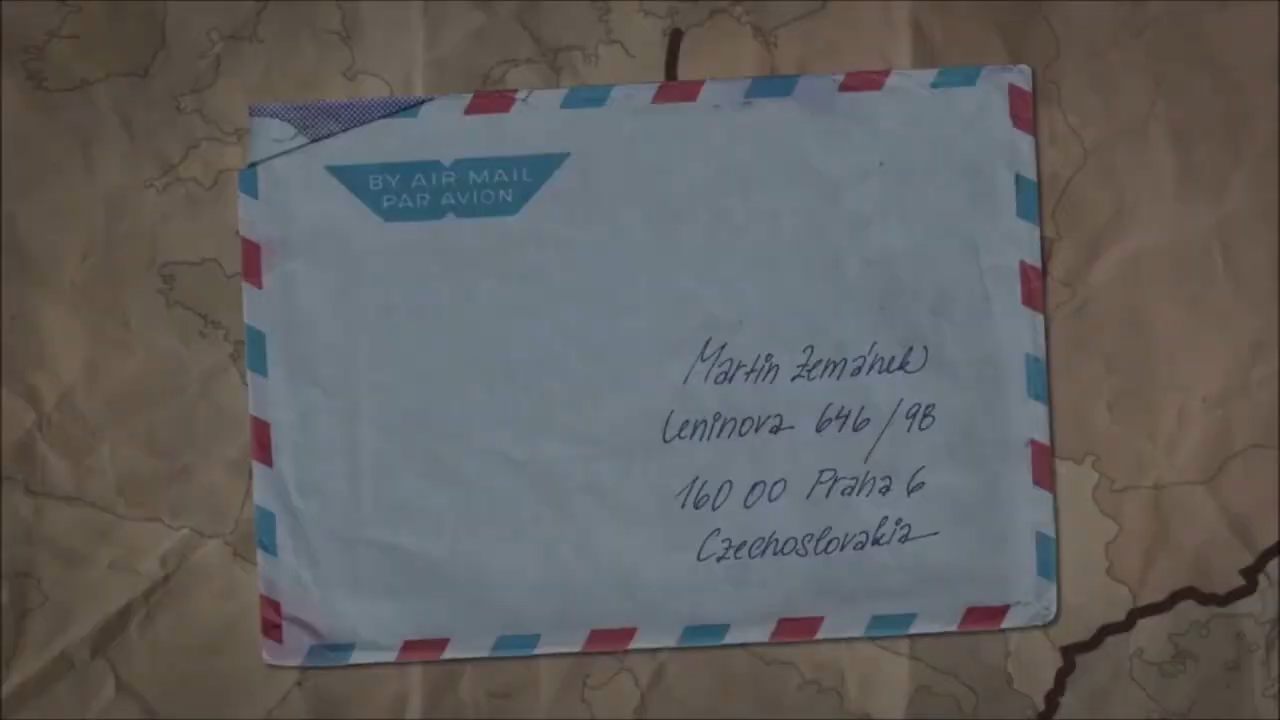 BY AIR MAIL
PAR AVION
Martin Zemánek
Leninova 646/98
160 00 Praha 6
Czechoslovakia